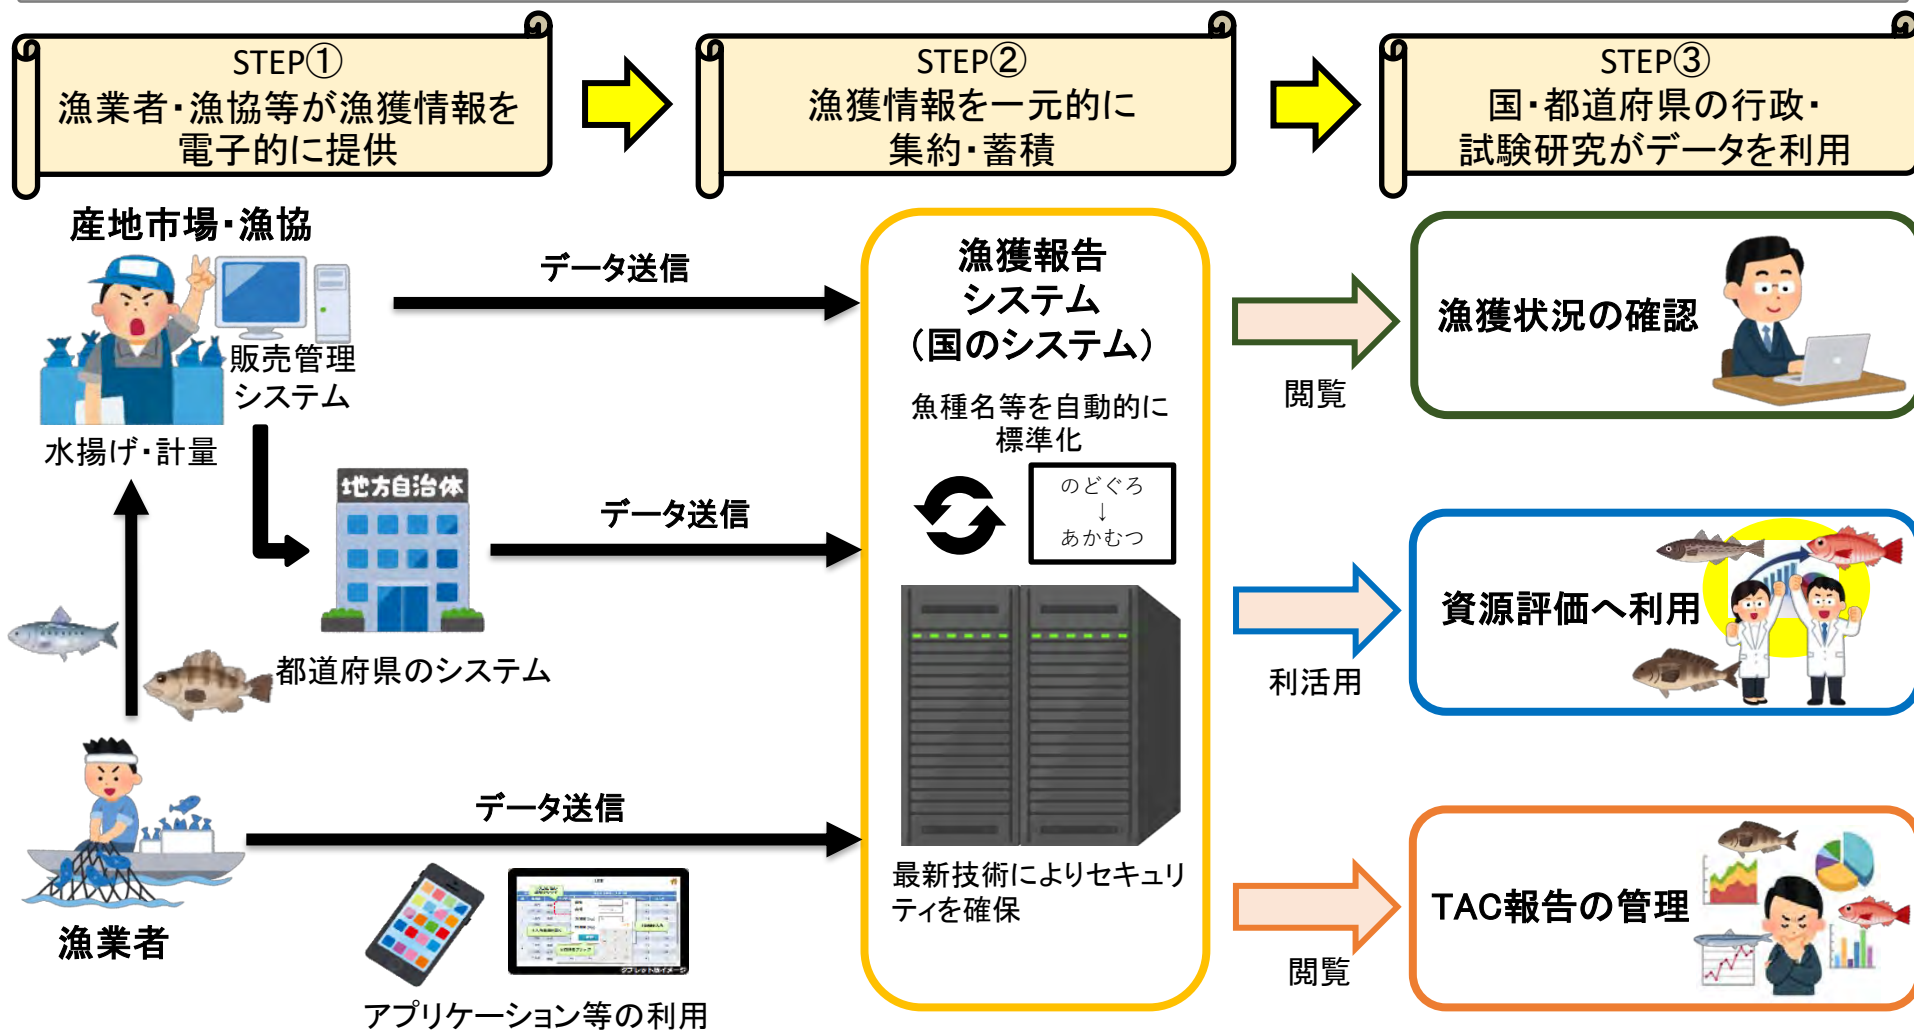 STEP①
漁業者・漁協等が漁獲情報を
電子的に提供
STEP②
漁獲情報を一元的に
集約・蓄積
STEP③
国・都道府県の行政・
試験研究がデータを利用
産地市場・漁協
販売管理
システム
水揚げ・計量
データ送信
地方自治体
都道府県のシステム
データ送信
漁業者
データ送信
タブレット版イメージ
アプリケーション等の利用
漁獲報告
システム
（国のシステム）
魚種名等を自動的に
標準化
のどぐろ
↓
あかむつ
最新技術によりセキュリ
ティを確保
閲覧
漁獲状況の確認
利活用
資源評価へ利用
閲覧
TAC報告の管理